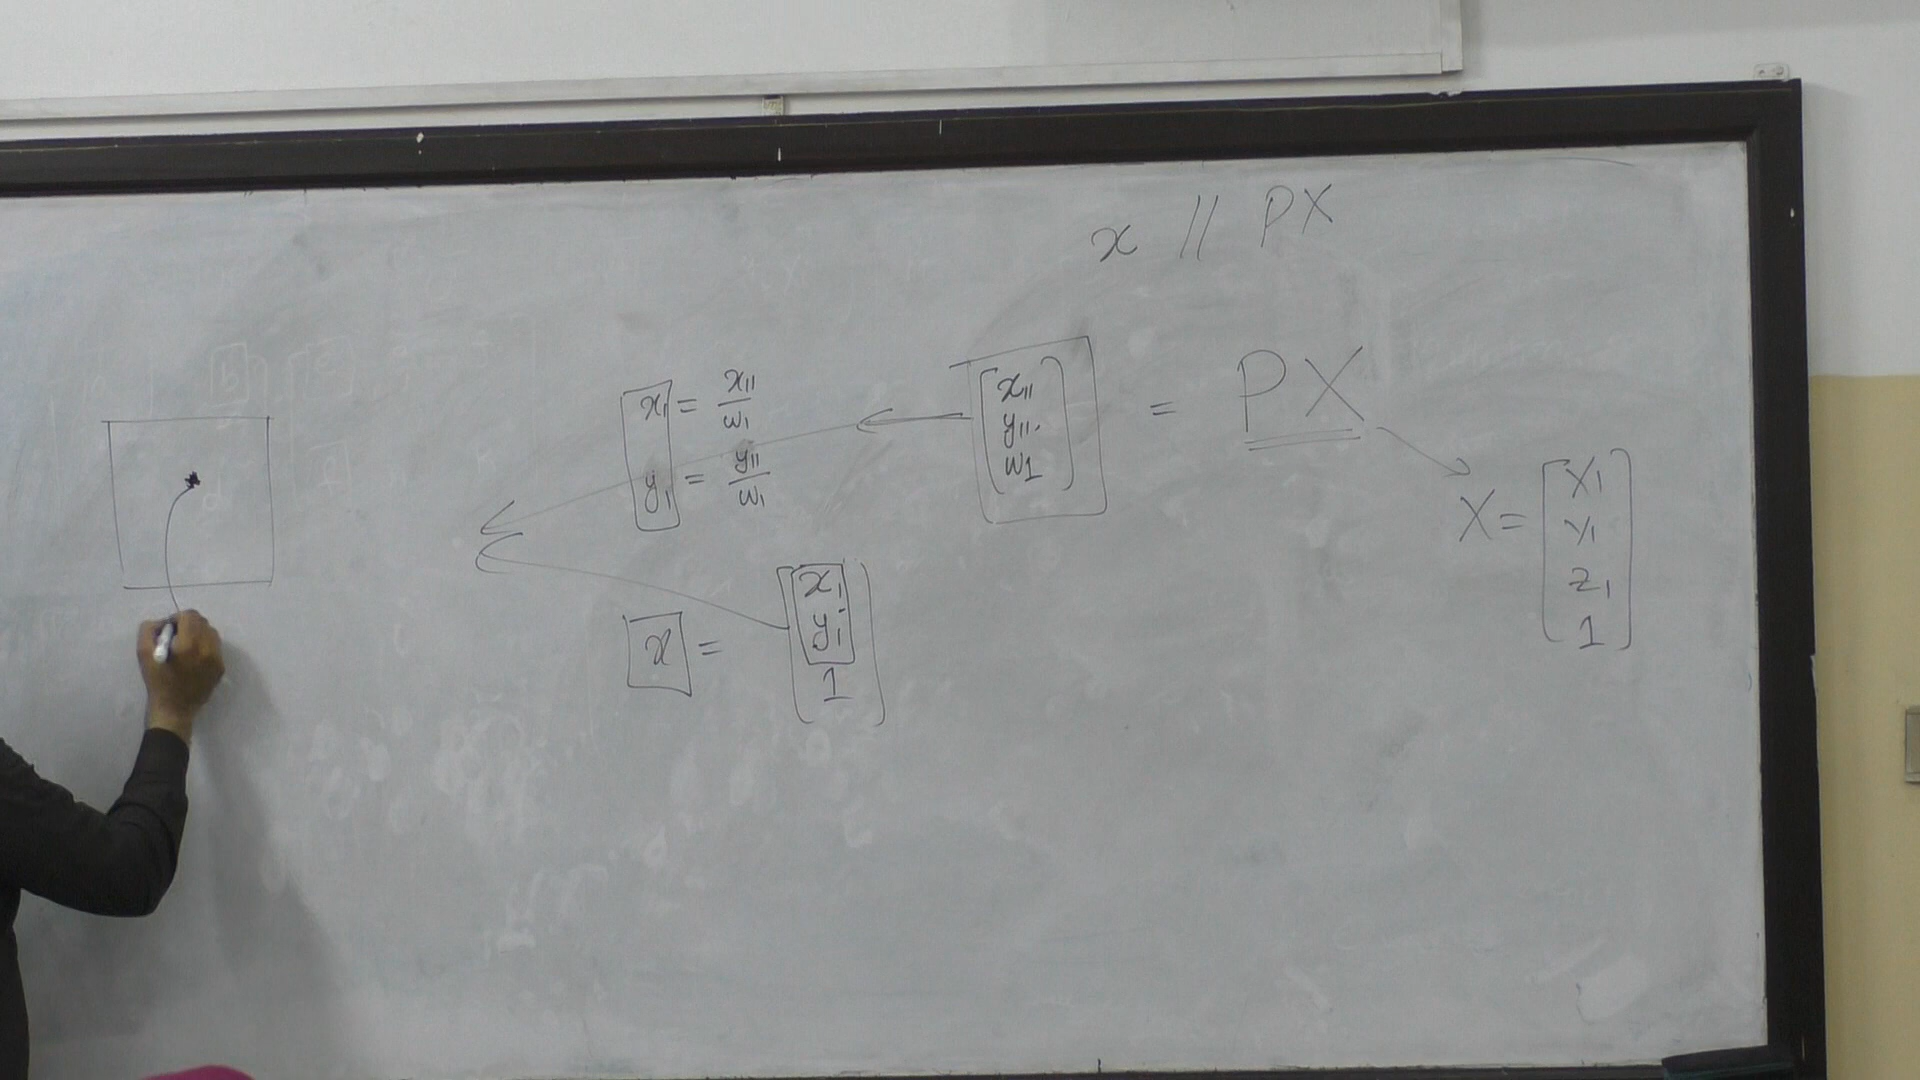 x // PX
x₁ = x₁₁/w₁
y₁ = y₁₁/w₁
[x₁₁ y₁₁. w1] = PX
X = [X₁ Y₁ Z₁ 1]
x = [x₁ y₁ 1]